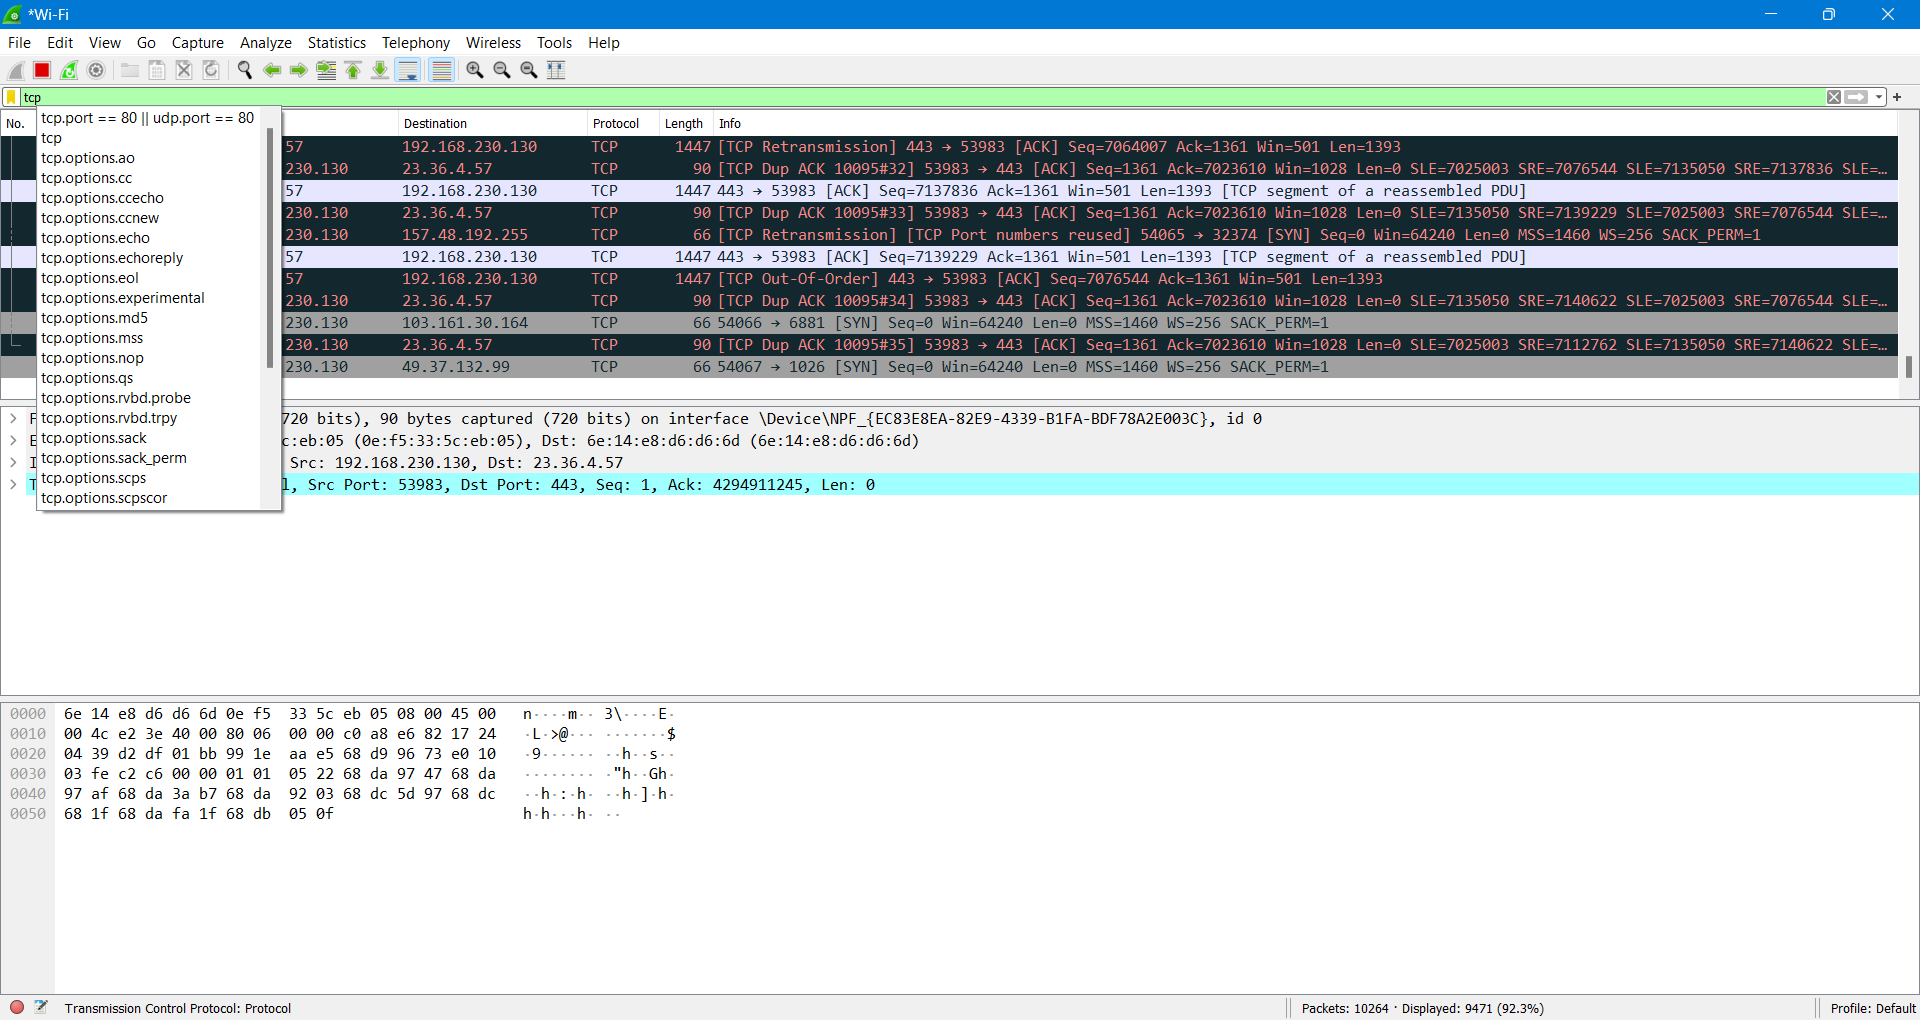 *Wi-Fi
File Edit View Go Capture Analyze Statistics Telephony Wireless Tools Help
tcp
tcp.port == 80 || udp.port == 80
tcp
tcp.options.ao
tcp.options.cc
tcp.options.ccecho
tcp.options.ccnew
tcp.options.echo
tcp.options.echoreply
tcp.options.eol
tcp.options.experimental
tcp.options.md5
tcp.options.mss
tcp.options.nop
tcp.options.qs
tcp.options.rvbd.probe
tcp.options.rvbd.trpy
tcp.options.sack
tcp.options.sack_perm
tcp.options.scps
tcp.options.scpscor
No. Destination Protocol Length Info
57 192.168.230.130 TCP 1447 [TCP Retransmission] 443 → 53983 [ACK] Seq=7064007 Ack=1361 Win=501 Len=1393
230.130 23.36.4.57 TCP 90 [TCP Dup ACK 10095#32] 53983 → 443 [ACK] Seq=1361 Ack=7023610 Win=1028 Len=0 SLE=7025003 SRE=7076544 SLE=7135050 SRE=7137836 SLE=…
57 192.168.230.130 TCP 1447 443 → 53983 [ACK] Seq=7137836 Ack=1361 Win=501 Len=1393 [TCP segment of a reassembled PDU]
230.130 23.36.4.57 TCP 90 [TCP Dup ACK 10095#33] 53983 → 443 [ACK] Seq=1361 Ack=7023610 Win=1028 Len=0 SLE=7135050 SRE=7139229 SLE=7025003 SRE=7076544 SLE=…
230.130 157.48.192.255 TCP 66 [TCP Retransmission] [TCP Port numbers reused] 54065 → 32374 [SYN] Seq=0 Win=64240 Len=0 MSS=1460 WS=256 SACK_PERM=1
57 192.168.230.130 TCP 1447 443 → 53983 [ACK] Seq=7139229 Ack=1361 Win=501 Len=1393 [TCP segment of a reassembled PDU]
57 192.168.230.130 TCP 1447 [TCP Out-Of-Order] 443 → 53983 [ACK] Seq=7076544 Ack=1361 Win=501 Len=1393
230.130 23.36.4.57 TCP 90 [TCP Dup ACK 10095#34] 53983 → 443 [ACK] Seq=1361 Ack=7023610 Win=1028 Len=0 SLE=7135050 SRE=7140622 SLE=7025003 SRE=7076544 SLE=…
230.130 103.161.30.164 TCP 66 54066 → 6881 [SYN] Seq=0 Win=64240 Len=0 MSS=1460 WS=256 SACK_PERM=1
230.130 23.36.4.57 TCP 90 [TCP Dup ACK 10095#35] 53983 → 443 [ACK] Seq=1361 Ack=7023610 Win=1028 Len=0 SLE=7025003 SRE=7112762 SLE=7135050 SRE=7140622 SLE=…
230.130 49.37.132.99 TCP 66 54067 → 1026 [SYN] Seq=0 Win=64240 Len=0 MSS=1460 WS=256 SACK_PERM=1
720 bits), 90 bytes captured (720 bits) on interface \Device\NPF_{EC83E8EA-82E9-4339-B1FA-BDF78A2E003C}, id 0
c:eb:05 (0e:f5:33:5c:eb:05), Dst: 6e:14:e8:d6:d6:6d (6e:14:e8:d6:d6:6d)
Src: 192.168.230.130, Dst: 23.36.4.57
l, Src Port: 53983, Dst Port: 443, Seq: 1, Ack: 4294911245, Len: 0
0000 6e 14 e8 d6 d6 6d 0e f5 33 5c eb 05 08 00 45 00 n····m·· 3\····E·
0010 00 4c e2 3e 40 00 80 06 00 00 c0 a8 e6 82 17 24 ·L·>@··· ·······$
0020 04 39 d2 df 01 bb 99 1e aa e5 68 d9 96 73 e0 10 ·9······ ··h··s··
0030 03 fe c2 c6 00 00 01 01 05 22 68 da 97 47 68 da ········ ·"h··Gh·
0040 97 af 68 da 3a b7 68 da 92 03 68 dc 5d 97 68 dc ··h·:·h· ··h·]·h·
0050 68 1f 68 da fa 1f 68 db 05 0f h·h···h· ··
Transmission Control Protocol: Protocol
Packets: 10264 · Displayed: 9471 (92.3%)
Profile: Default